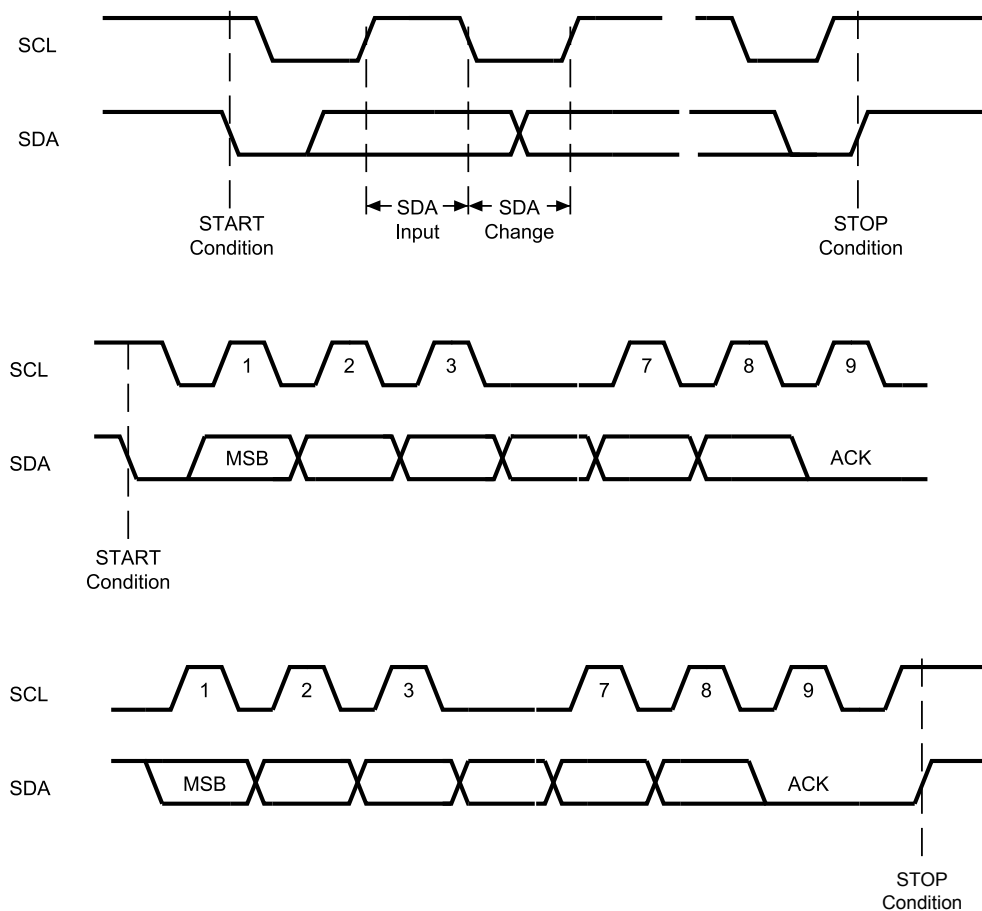 SCL
SDA
SDA
Input
SDA
Change
START
Condition
STOP
Condition
SCL
1
2
3
7
8
9
SDA
MSB
ACK
START
Condition
SCL
1
2
3
7
8
9
SDA
MSB
ACK
STOP
Condition